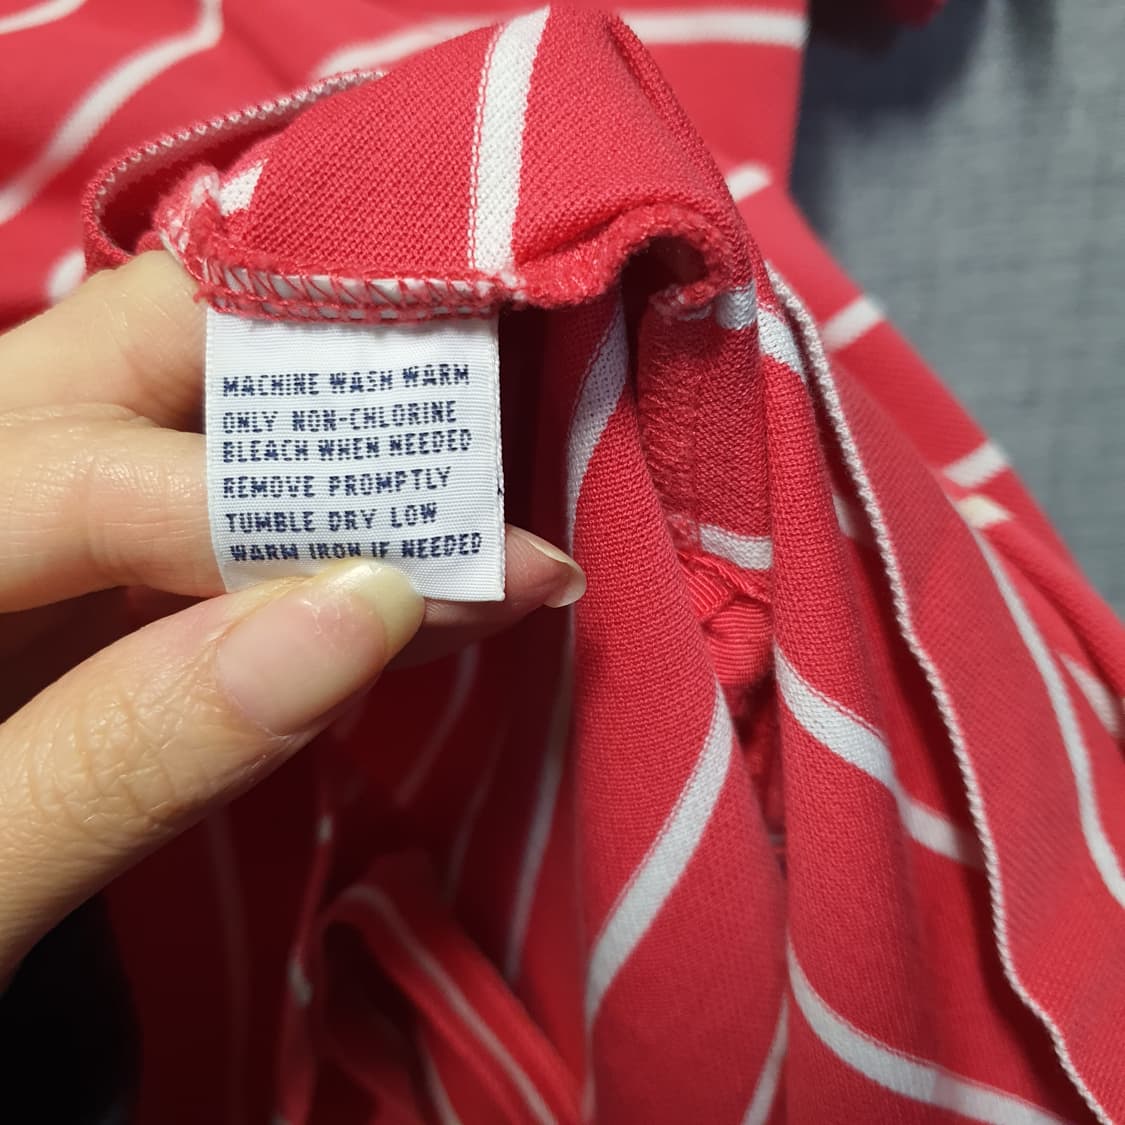 MACHINE WASH WARM
ONLY NON-CHLORINE
BLEACH WHEN NEEDED
REMOVE PROMPTLY
TUMBLE DRY LOW
WARM IRON IF NEEDED